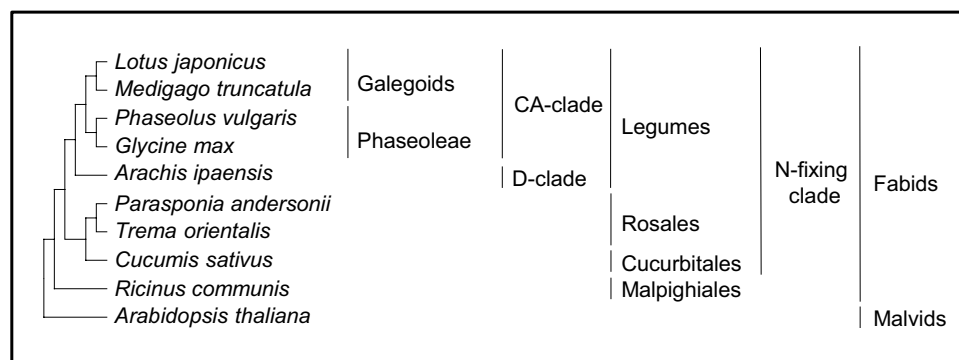 Lotus japonicus
Medigago truncatula
Phaseolus vulgaris
Glycine max
Arachis ipaensis
Parasponia andersonii
Trema orientalis
Cucumis sativus
Ricinus communis
Arabidopsis thaliana
Galegoids
Phaseoleae
CA-clade
D-clade
Legumes
Rosales
Cucurbitales
Malpighiales
N-fixing
clade
Fabids
Malvids